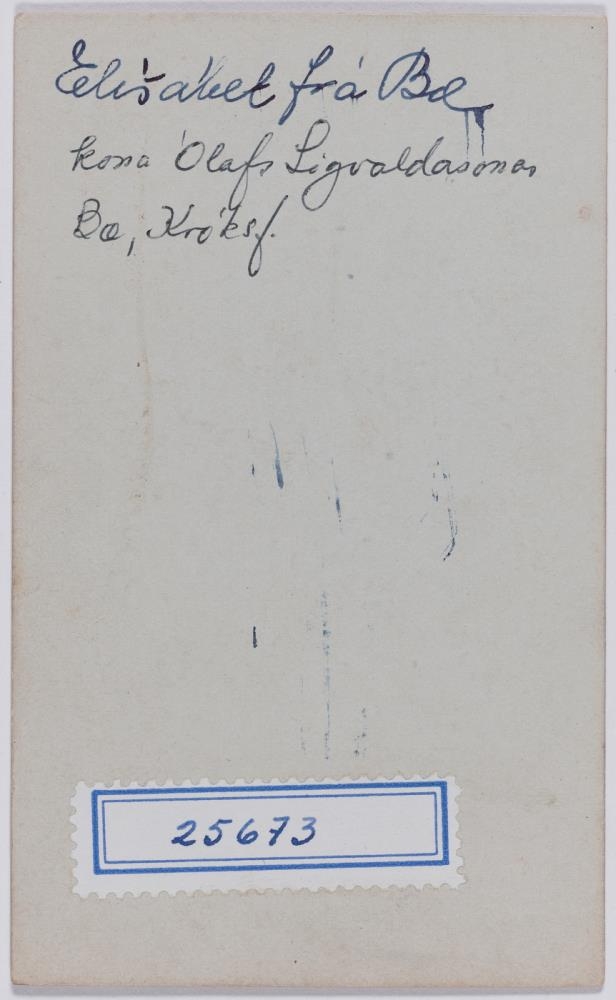 Elísabet frá Bæ
kona Ólafs Sigvaldasonar
Bæ, Króksf.
25673